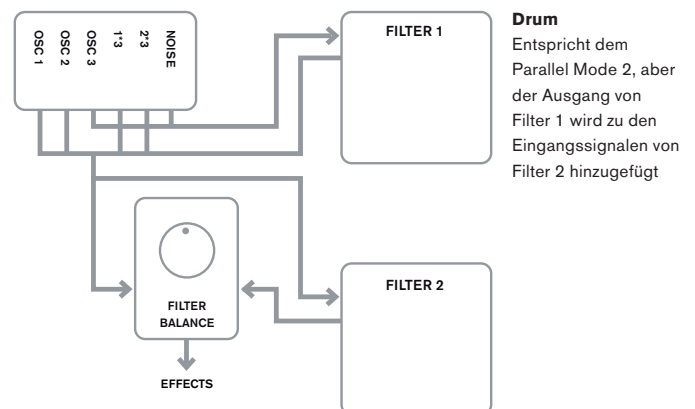 OSC 1
OSC 2
OSC 3
1*3
2*3
NOISE
FILTER 1
FILTER BALANCE
EFFECTS
FILTER 2
Drum
Entspricht dem
Parallel Mode 2, aber
der Ausgang von
Filter 1 wird zu den
Eingangssignalen von
Filter 2 hinzugefügt